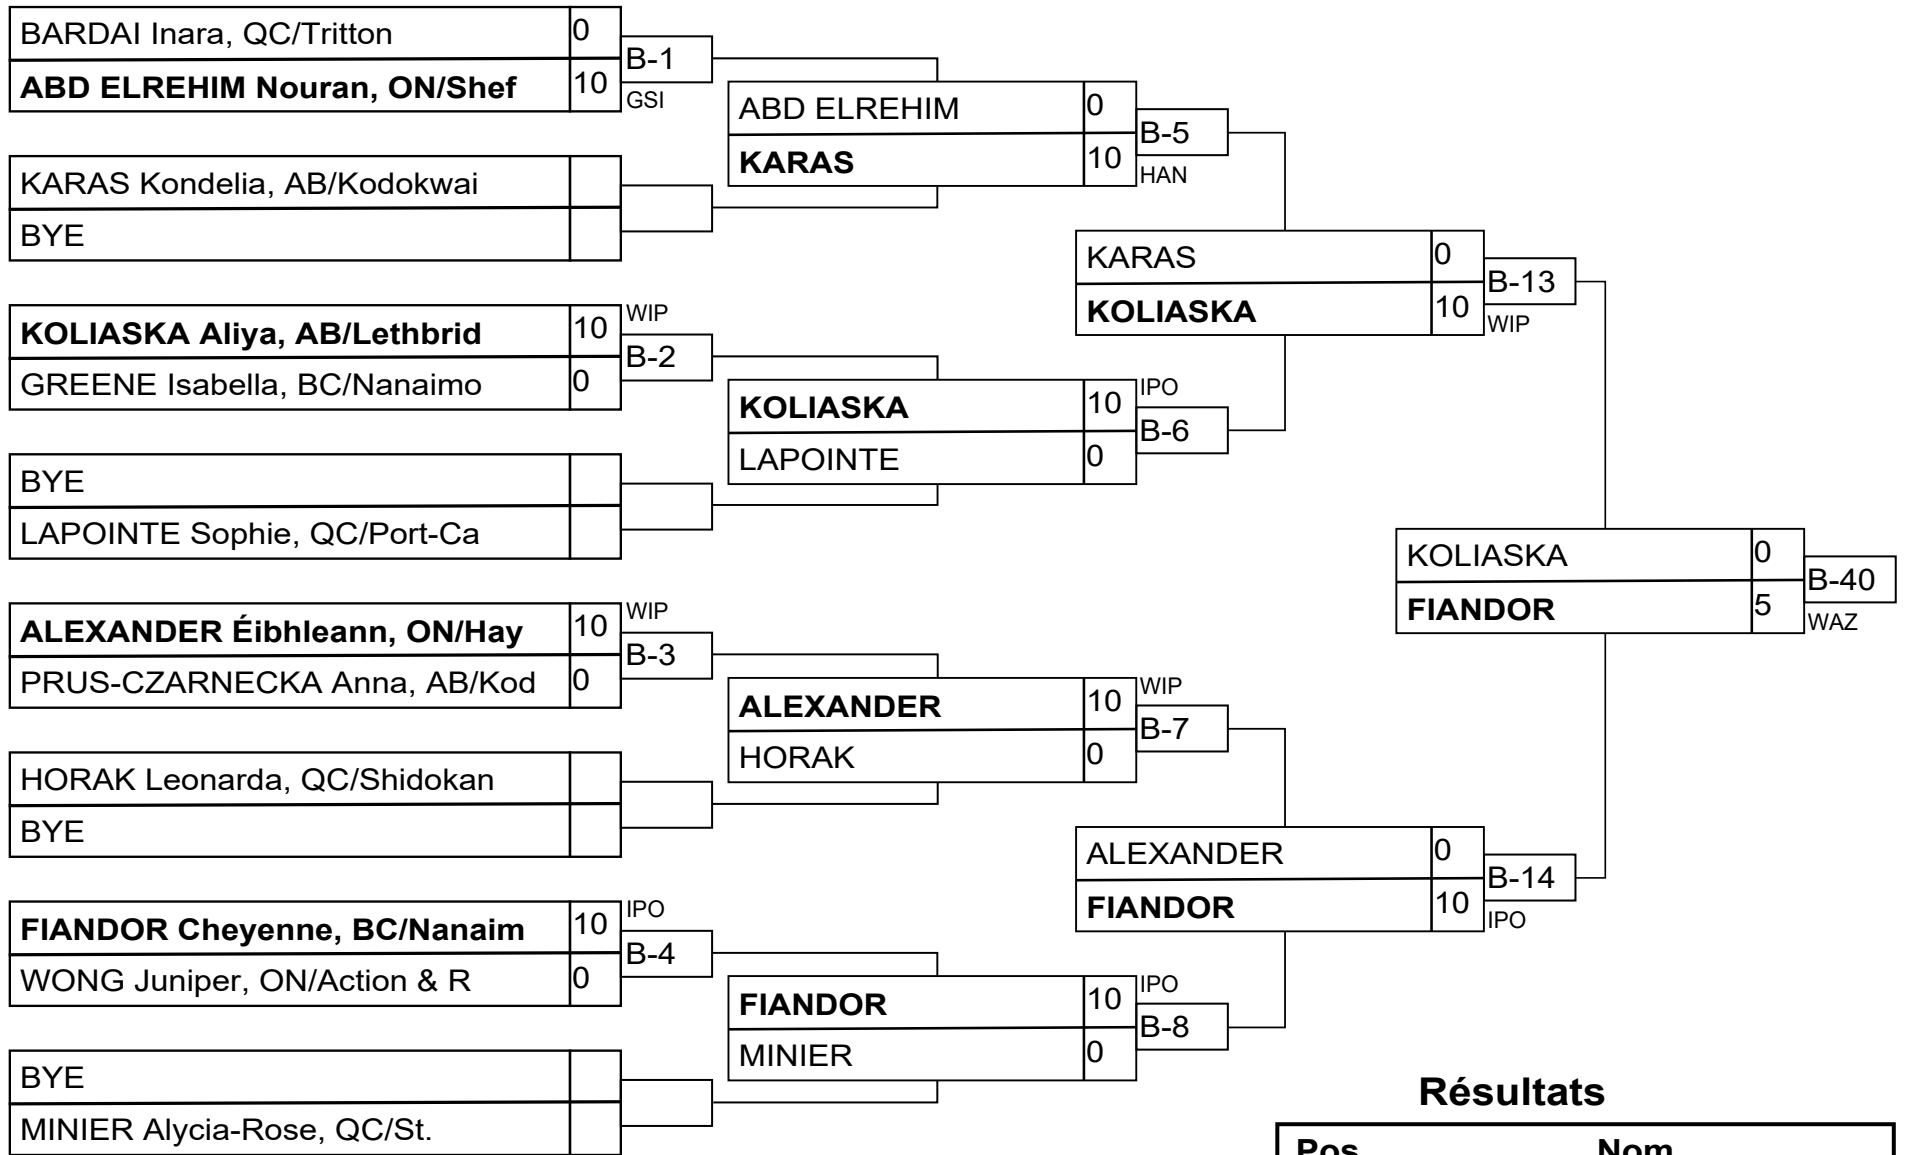 BARDAI Inara, QC/Tritton 0
B-1
ABD ELREHIM Nouran, ON/Shef 10
GSI
KARAS Kondelia, AB/Kodokwai
BYE
KOLIASKA Aliya, AB/Lethbrid 10
WIP
B-2
GREENE Isabella, BC/Nanaimo 0
BYE
LAPOINTE Sophie, QC/Port-Ca
ALEXANDER Éibhleann, ON/Hay 10
WIP
B-3
PRUS-CZARNECKA Anna, AB/Kod 0
HORAK Leonarda, QC/Shidokan
BYE
FIANDOR Cheyenne, BC/Nanaim 10
IPO
B-4
WONG Juniper, ON/Action & R 0
BYE
MINIER Alycia-Rose, QC/St.
ABD ELREHIM 0
B-5
KARAS 10
HAN
KOLIASKA 10
IPO
B-6
LAPOINTE 0
ALEXANDER 10
WIP
B-7
HORAK 0
FIANDOR 10
IPO
B-8
MINIER 0
KARAS 0
B-13
KOLIASKA 10
WIP
ALEXANDER 0
B-14
FIANDOR 10
IPO
KOLIASKA 0
B-40
FIANDOR 5
WAZ
Résultats
Pos Nom